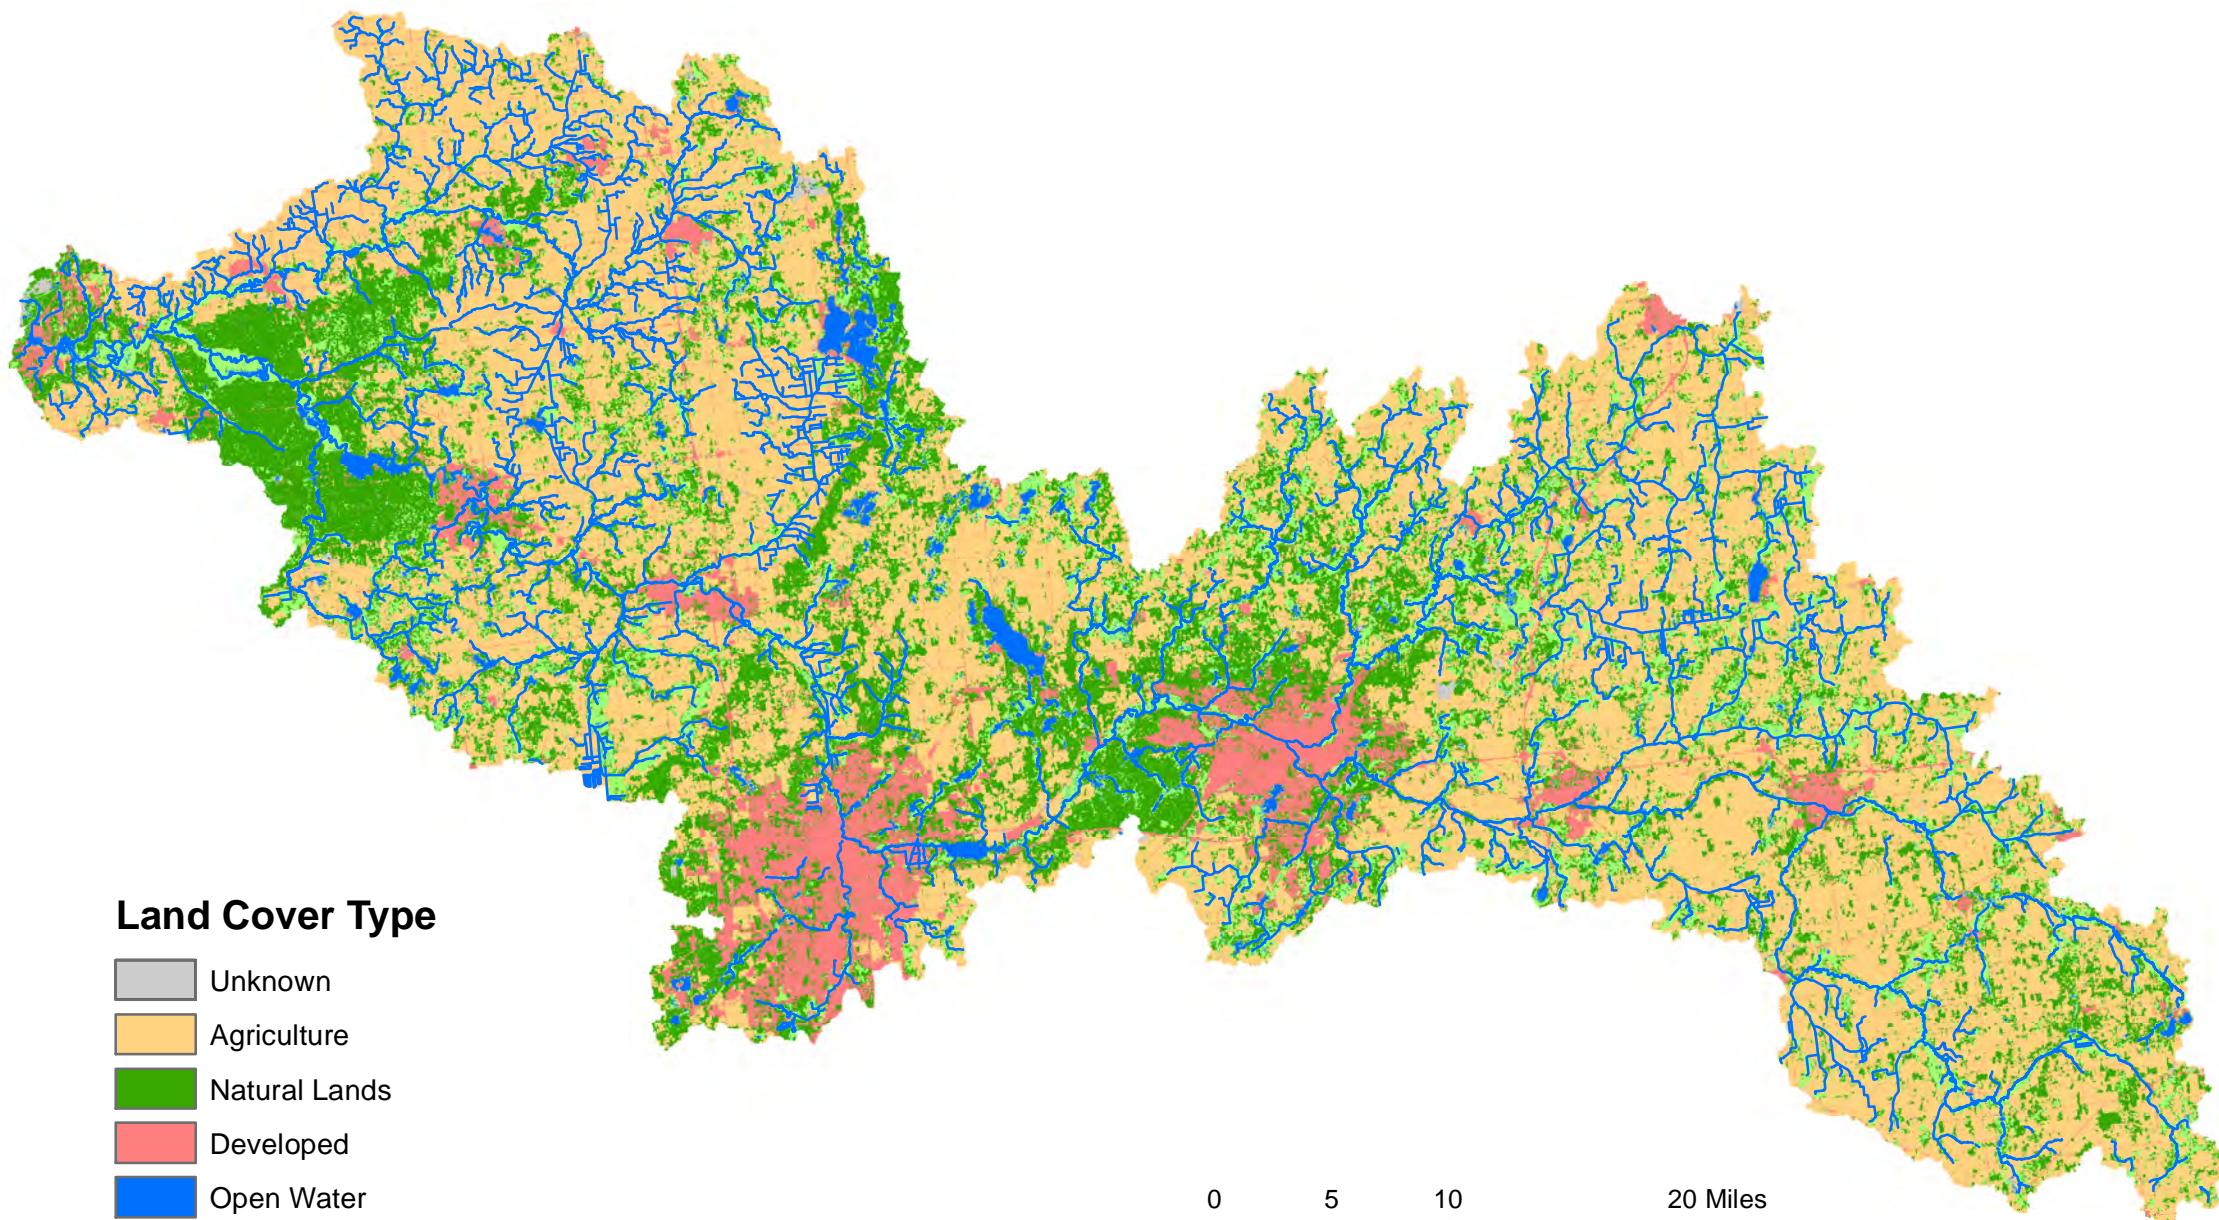 Land Cover Type
Unknown
Agriculture
Natural Lands
Developed
Open Water
0 5 10 20 Miles